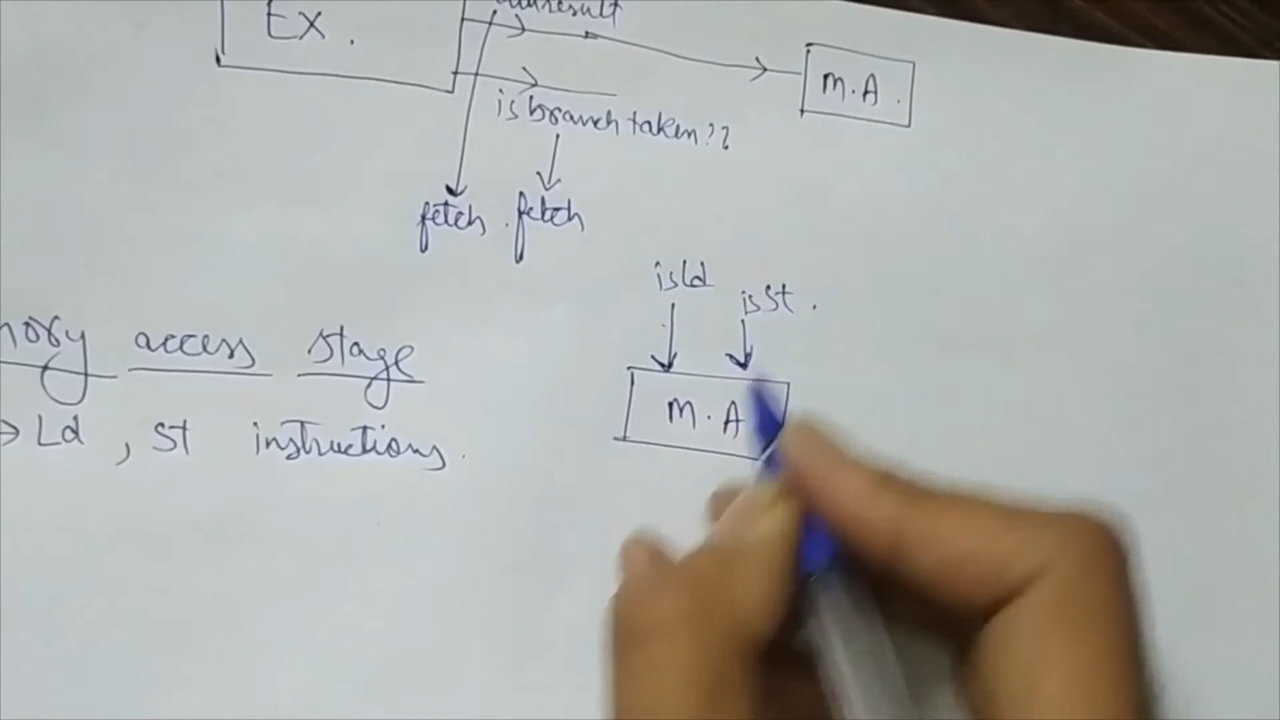 Ex.
M.A.
is branch taken??
fetch. fetch
isLd
isSt.
access stage
M.A
→ Ld, St instructions.